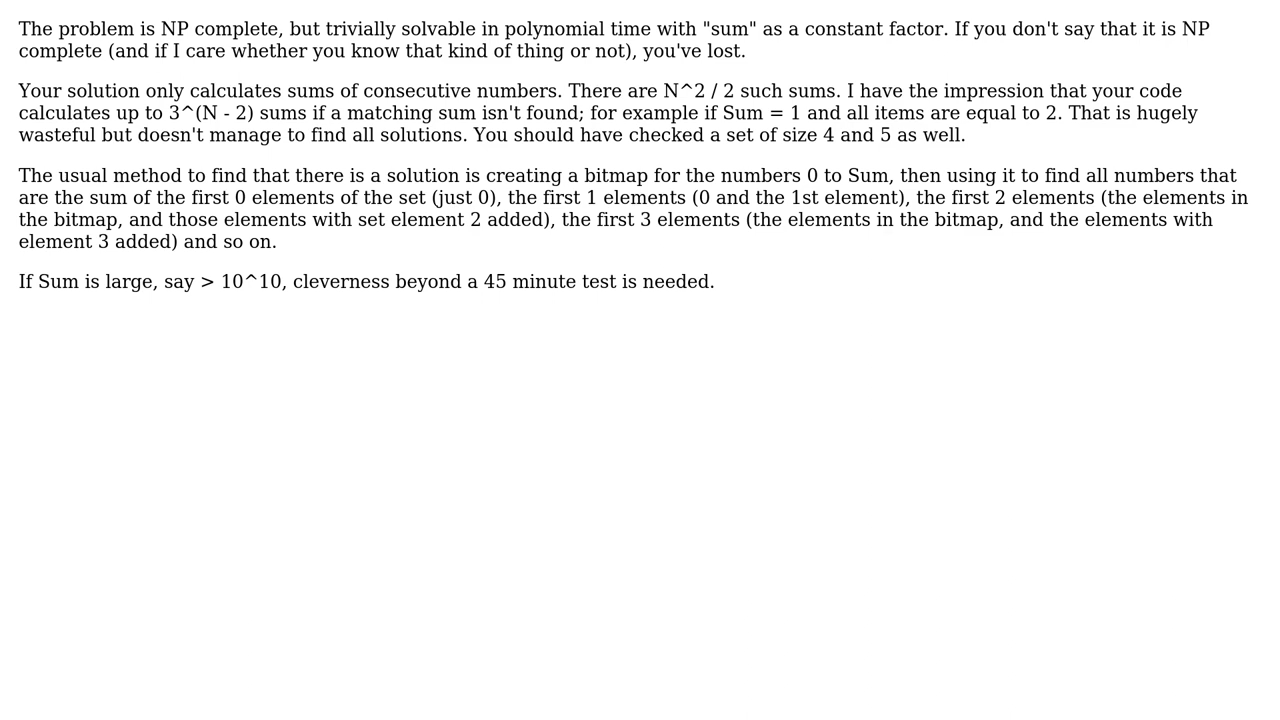 The problem is NP complete, but trivially solvable in polynomial time with "sum" as a constant factor. If you don't say that it is NP
complete (and if I care whether you know that kind of thing or not), you've lost.
Your solution only calculates sums of consecutive numbers. There are N^2 / 2 such sums. I have the impression that your code
calculates up to 3^(N - 2) sums if a matching sum isn't found; for example if Sum = 1 and all items are equal to 2. That is hugely
wasteful but doesn't manage to find all solutions. You should have checked a set of size 4 and 5 as well.
The usual method to find that there is a solution is creating a bitmap for the numbers 0 to Sum, then using it to find all numbers that
are the sum of the first 0 elements of the set (just 0), the first 1 elements (0 and the 1st element), the first 2 elements (the elements in
the bitmap, and those elements with set element 2 added), the first 3 elements (the elements in the bitmap, and the elements with
element 3 added) and so on.
If Sum is large, say > 10^10, cleverness beyond a 45 minute test is needed.